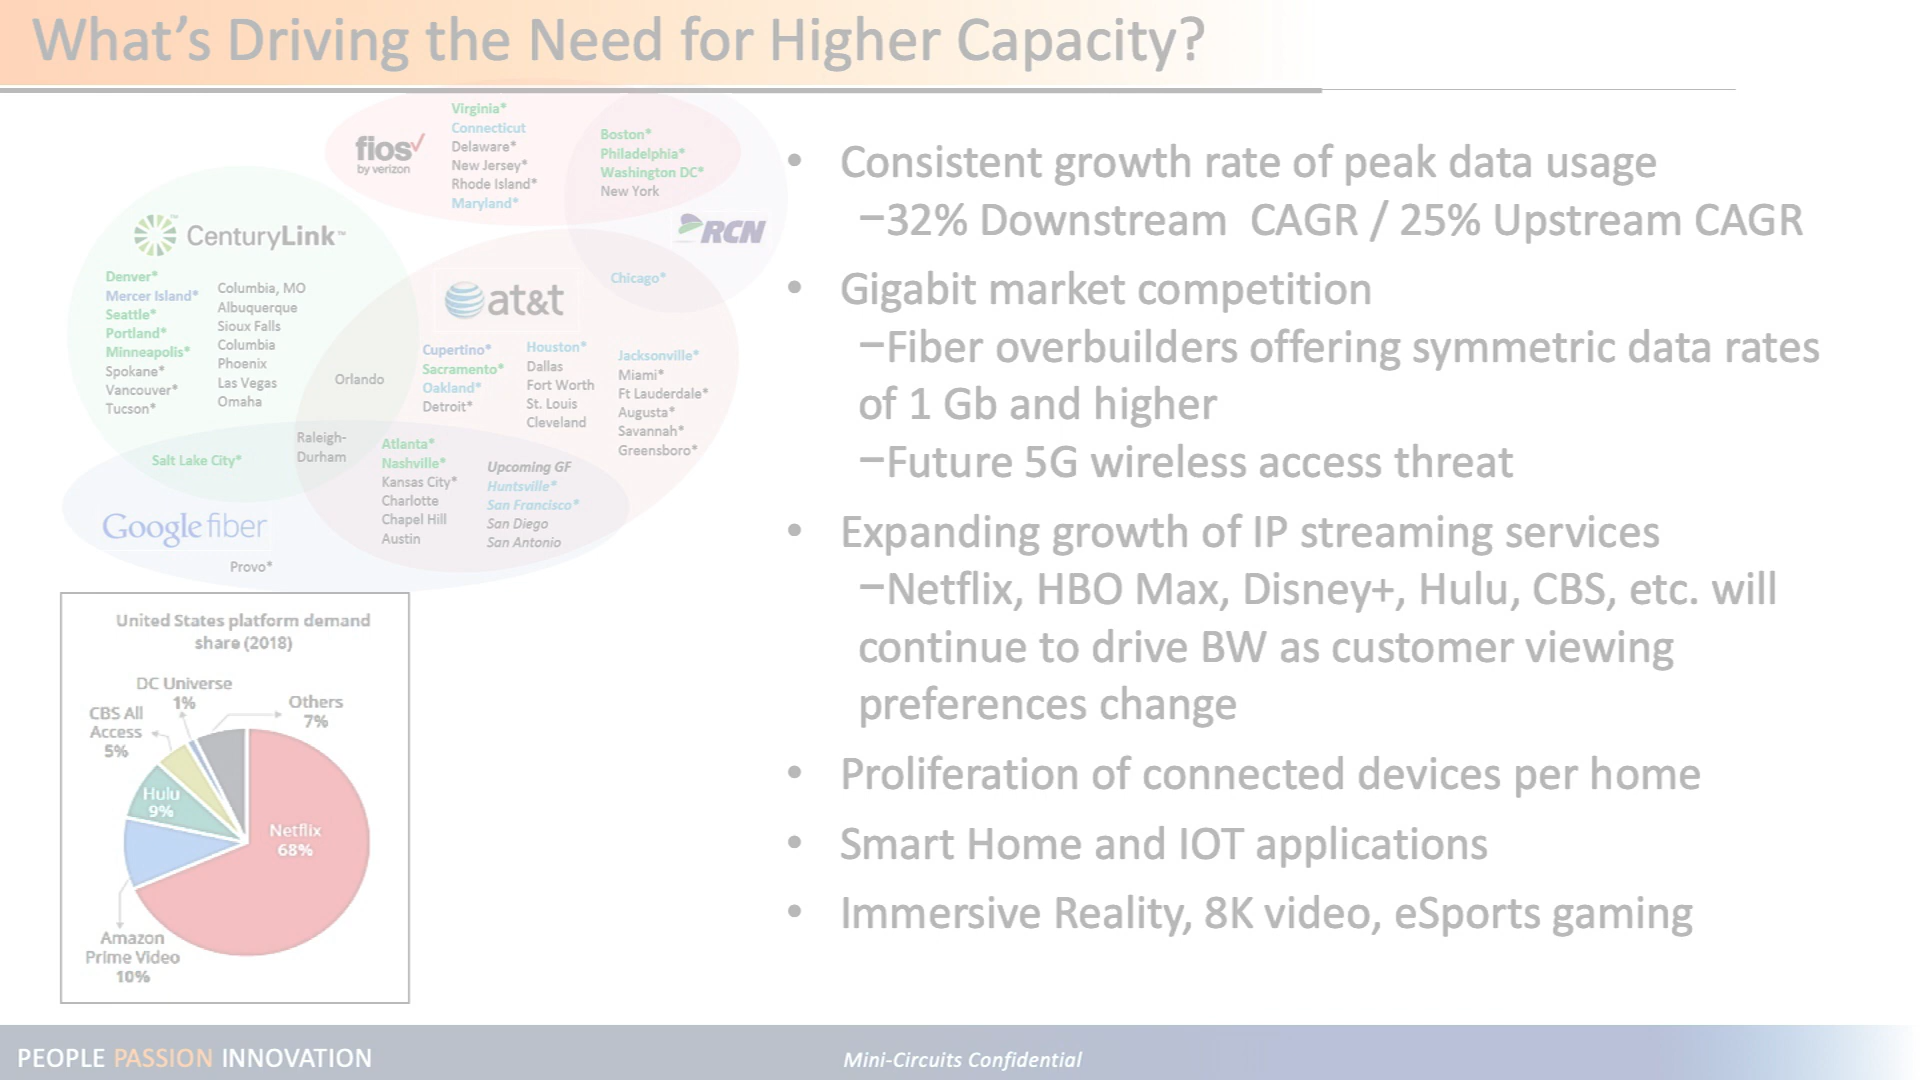 What's Driving the Need for Higher Capacity?
fios✓
by verizon
Virginia*
Connecticut
Delaware*
New Jersey*
Rhode Island*
Maryland*
Boston*
Philadelphia*
Washington DC*
New York
RCN
CenturyLink™
Denver*
Mercer Island*
Seattle*
Portland*
Minneapolis*
Spokane*
Vancouver*
Tucson*
Columbia, MO
Albuquerque
Sioux Falls
Columbia
Phoenix
Las Vegas
Omaha
Chicago*
at&t
Orlando
Cupertino*
Sacramento*
Oakland*
Detroit*
Houston*
Dallas
Fort Worth
St. Louis
Cleveland
Jacksonville*
Miami*
Ft Lauderdale*
Augusta*
Savannah*
Greensboro*
Salt Lake City*
Raleigh-
Durham
Atlanta*
Nashville*
Kansas City*
Charlotte
Chapel Hill
Austin
Upcoming GF
Huntsville*
San Francisco*
San Diego
San Antonio
Google fiber
Provo*
United States platform demand
share (2018)
DC Universe
1%
Others
7%
CBS All
Access
5%
Hulu
9%
Netflix
68%
Amazon
Prime Video
10%
• Consistent growth rate of peak data usage
–32% Downstream CAGR / 25% Upstream CAGR
• Gigabit market competition
–Fiber overbuilders offering symmetric data rates
of 1 Gb and higher
–Future 5G wireless access threat
• Expanding growth of IP streaming services
–Netflix, HBO Max, Disney+, Hulu, CBS, etc. will
continue to drive BW as customer viewing
preferences change
• Proliferation of connected devices per home
• Smart Home and IOT applications
• Immersive Reality, 8K video, eSports gaming
PEOPLE PASSION INNOVATION
Mini-Circuits Confidential